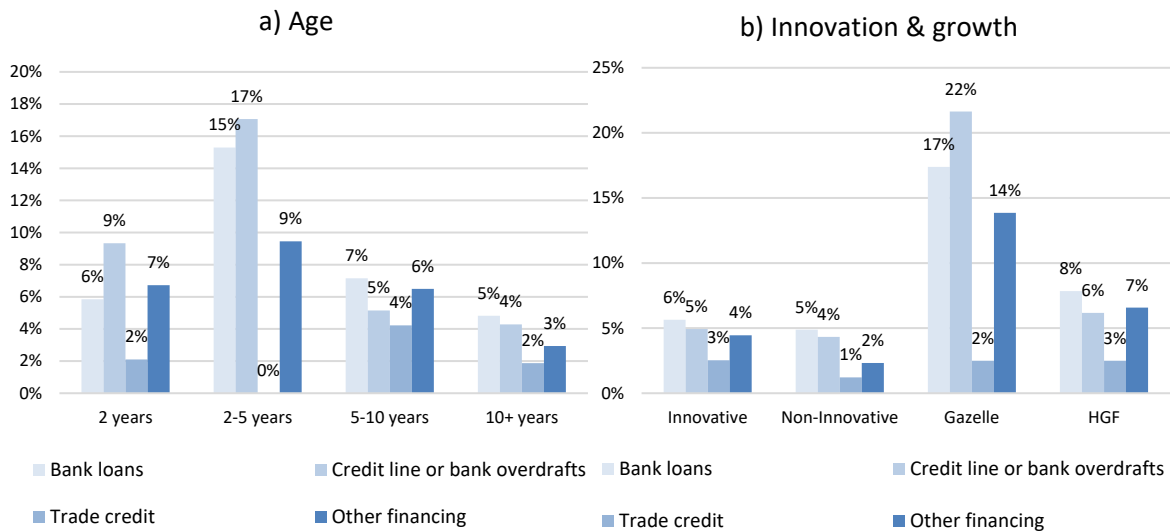 a) Age
20%
18%
16%
14%
12%
10%
8%
6%
4%
2%
0%
6%
9%
2%
7%
15%
17%
0%
9%
7%
5%
4%
6%
5%
4%
2%
3%
2 years
2-5 years
5-10 years
10+ years
Bank loans
Credit line or bank overdrafts
Trade credit
Other financing
b) Innovation & growth
25%
20%
15%
10%
5%
0%
6%
5%
3%
4%
5%
4%
1%
2%
17%
22%
2%
14%
8%
6%
3%
7%
Innovative
Non-Innovative
Gazelle
HGF
Bank loans
Credit line or bank overdrafts
Trade credit
Other financing